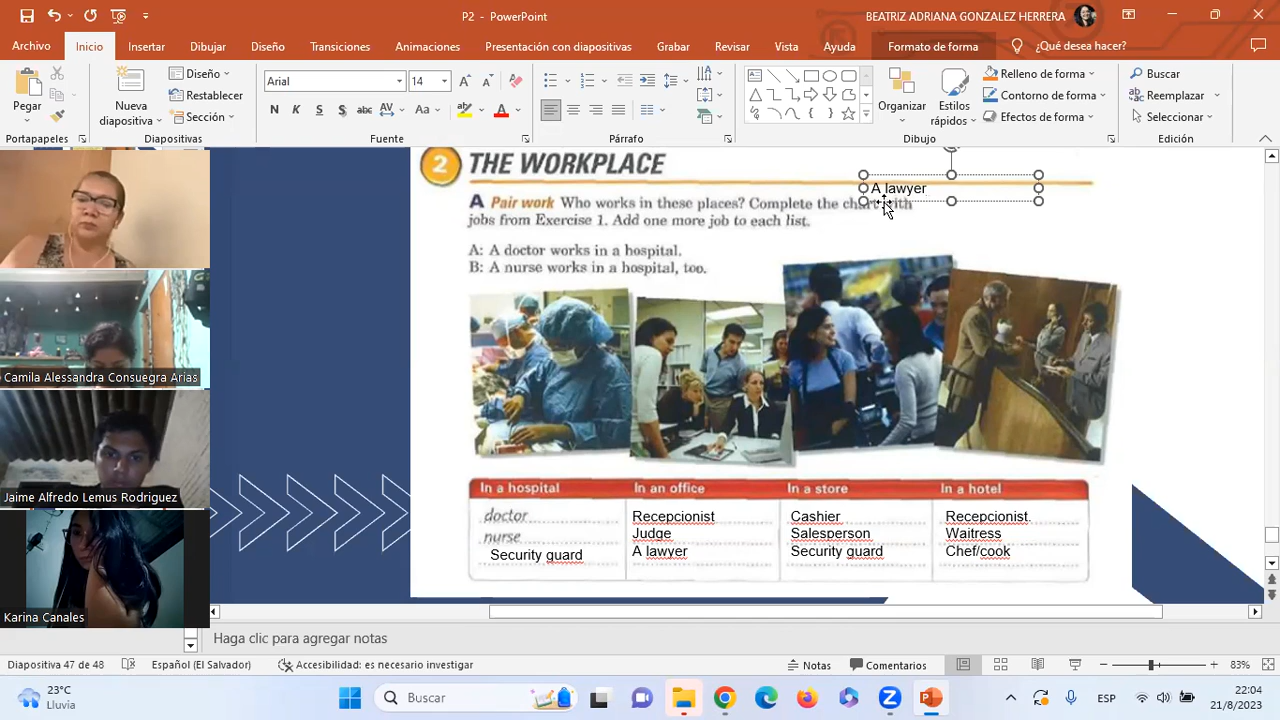 P2 - PowerPoint
BEATRIZ ADRIANA GONZALEZ HERRERA
Archivo
Inicio
Insertar
Dibujar
Diseño
Transiciones
Animaciones
Presentación con diapositivas
Grabar
Revisar
Vista
Ayuda
Formato de forma
¿Qué desea hacer?
Pegar
Portapapeles
Nueva
diapositiva
Diseño
Restablecer
Sección
Diapositivas
Arial
14
N K S abc AV Aa A
Fuente
Párrafo
Organizar
Estilos
rápidos
Relleno de forma
Contorno de forma
Efectos de forma
Dibujo
Buscar
Reemplazar
Seleccionar
Edición
2 THE WORKPLACE
A lawyer
A Pair work Who works in these places? Complete the chart with
jobs from Exercise 1. Add one more job to each list.
A: A doctor works in a hospital.
B: A nurse works in a hospital, too.
In a hospital
doctor
nurse
Security guard
In an office
Recepcionist
Judge
A lawyer
In a store
Cashier
Salesperson
Security guard
In a hotel
Recepcionist
Waitress
Chef/cook
Camila Alessandra Consuegra Arias
Jaime Alfredo Lemus Rodriguez
Karina Canales
Haga clic para agregar notas
Diapositiva 47 de 48
Español (El Salvador)
Accesibilidad: es necesario investigar
Notas
Comentarios
83%
23°C
Lluvia
Buscar
ESP
22:04
21/8/2023